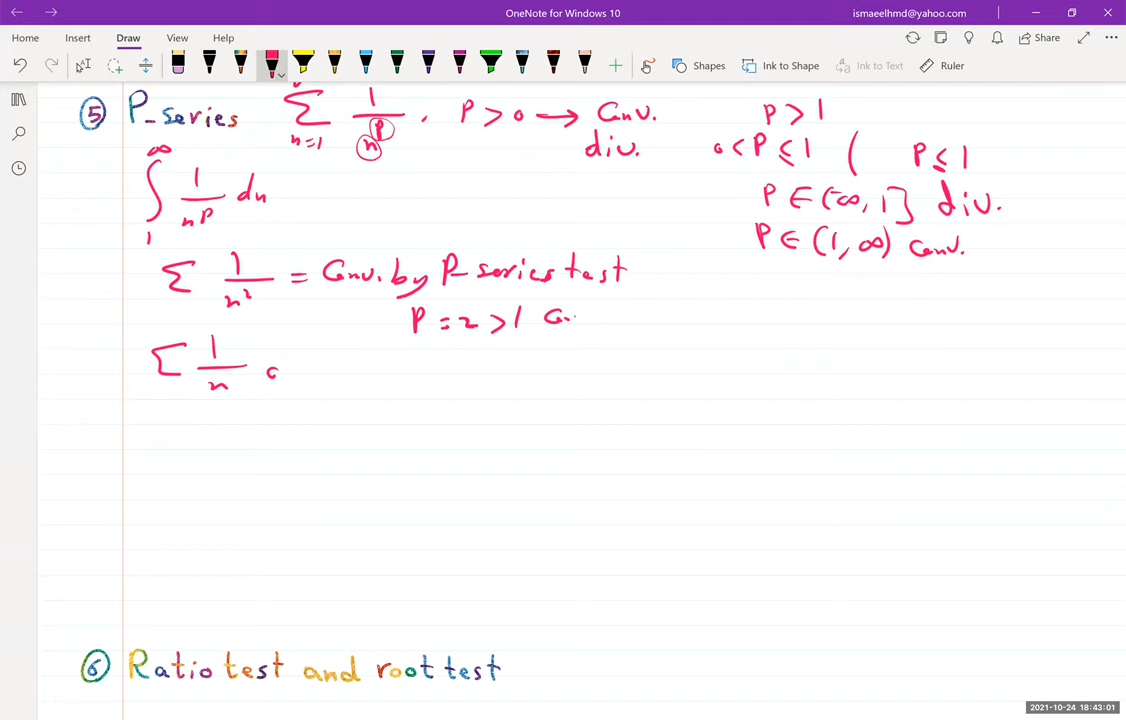 OneNote for Windows 10
ismaeelhmd@yahoo.com
Home Insert Draw View Help
Share
Shapes Ink to Shape Ink to Text Ruler
⑤ P-series ∑ n=1 1/n^P , P > 0 → Conv. P > 1
div. 0 < P ≤ 1 ( P ≤ 1
∫_1^∞ 1/n^P dn P ∈ (-∞, 1] div.
P ∈ (1, ∞) Conv.
∑ 1/n² = Conv. by P-series test
P = 2 > 1 Co..
∑ 1/n
⑥ Ratio test and root test
2021-10-24 18:43:01